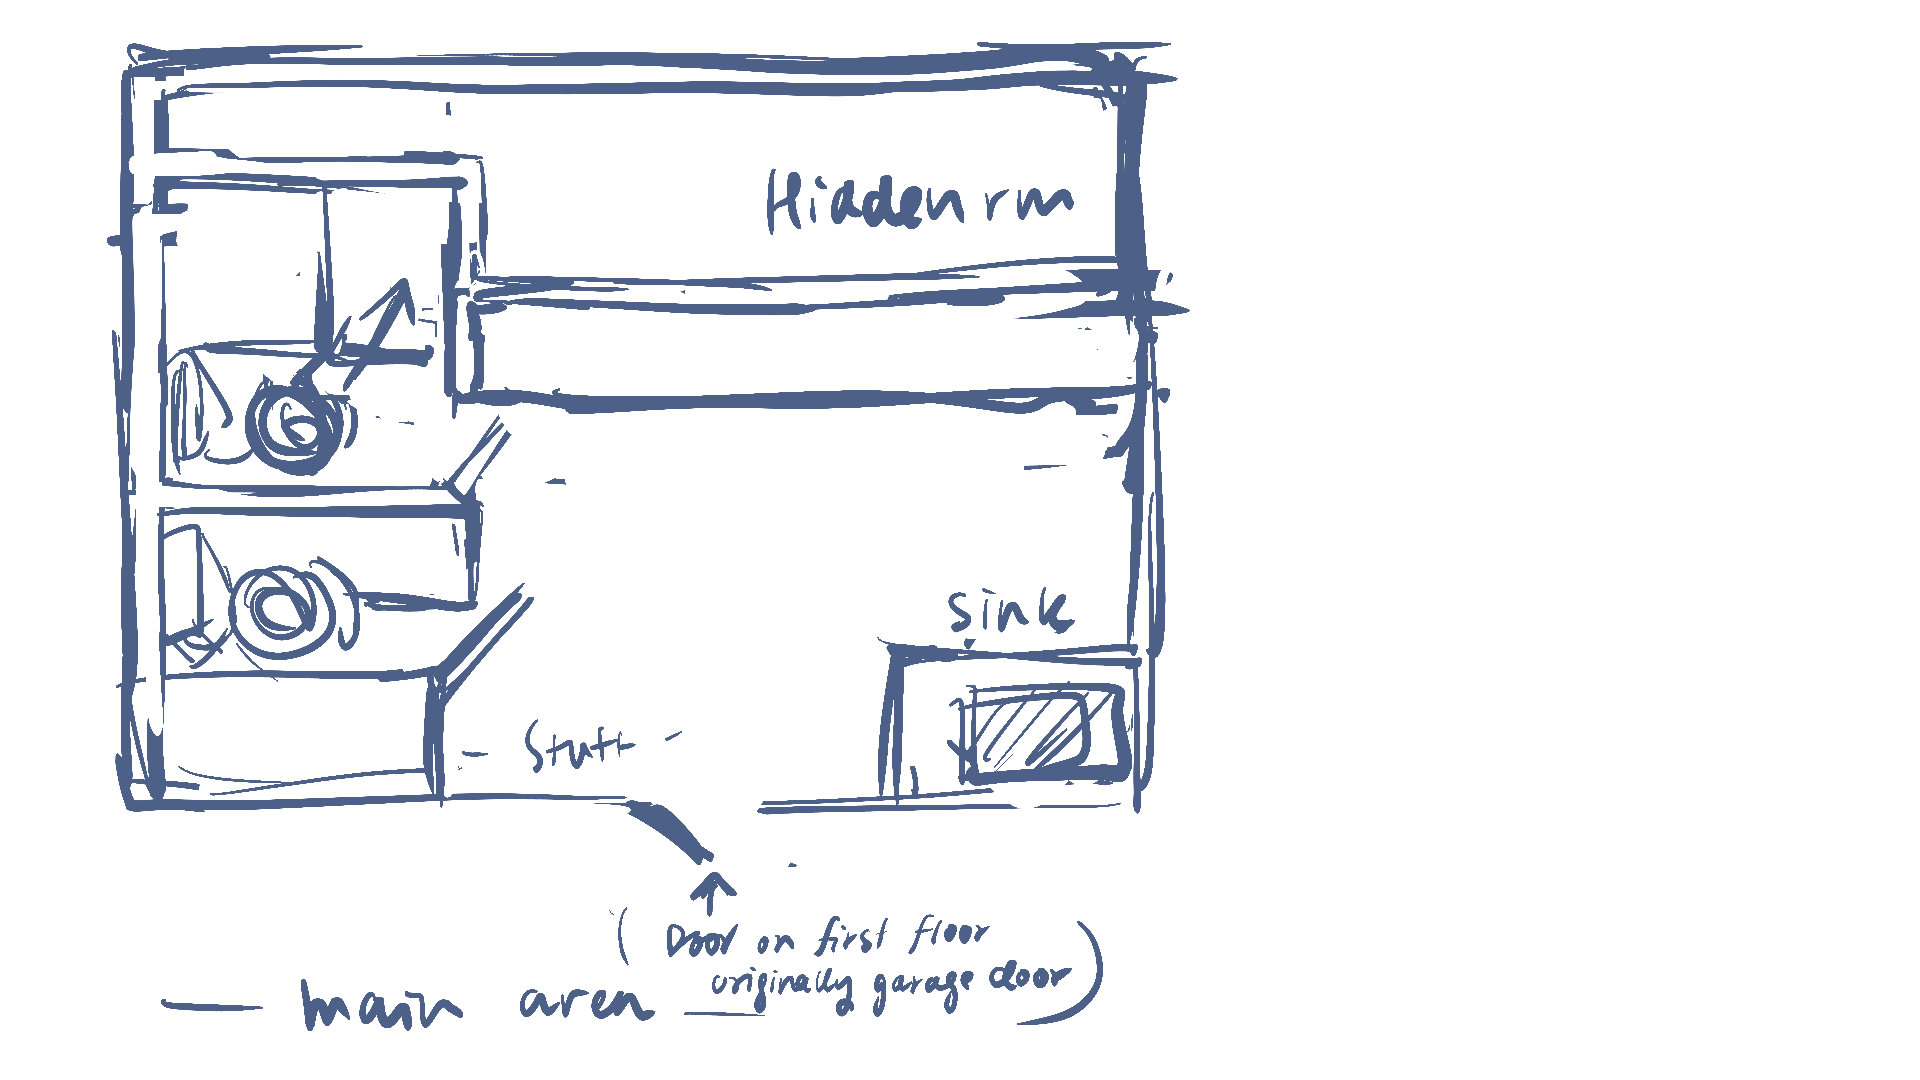 Hidden rm
sink
- Stuff -
(Door on first floor
originally garage door)
— main area —